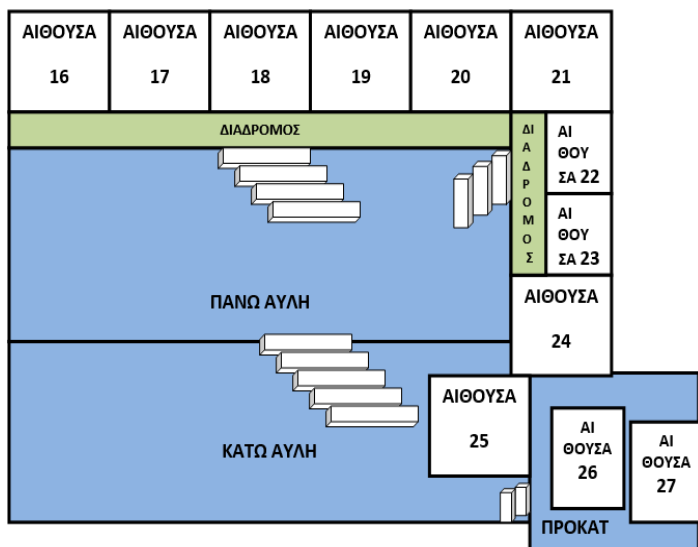 ΑΙΘΟΥΣΑ
16
ΑΙΘΟΥΣΑ
17
ΑΙΘΟΥΣΑ
18
ΑΙΘΟΥΣΑ
19
ΑΙΘΟΥΣΑ
20
ΑΙΘΟΥΣΑ
21
ΔΙΑΔΡΟΜΟΣ
ΔΙ
Α
Δ
Ρ
Ο
Μ
Ο
Σ
ΑΙ
ΘΟΥ
ΣΑ 22
ΑΙ
ΘΟΥ
ΣΑ 23
ΠΑΝΩ ΑΥΛΗ
ΑΙΘΟΥΣΑ
24
ΚΑΤΩ ΑΥΛΗ
ΑΙΘΟΥΣΑ
25
ΑΙ
ΘΟΥΣΑ
26
ΑΙ
ΘΟΥΣΑ
27
ΠΡΟΚΑΤ